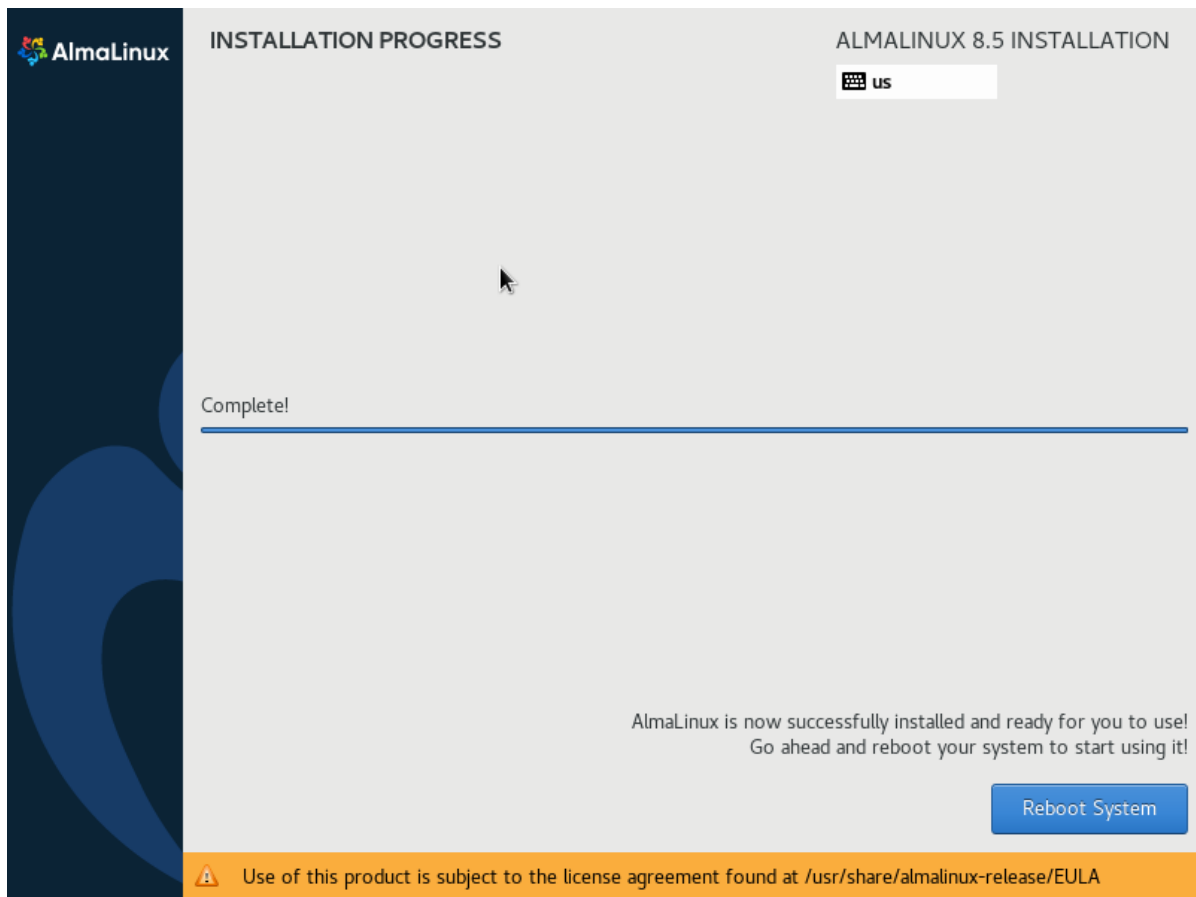 AlmaLinux
INSTALLATION PROGRESS
ALMALINUX 8.5 INSTALLATION
us
Complete!
AlmaLinux is now successfully installed and ready for you to use!
Go ahead and reboot your system to start using it!
Reboot System
Use of this product is subject to the license agreement found at /usr/share/almalinux-release/EULA